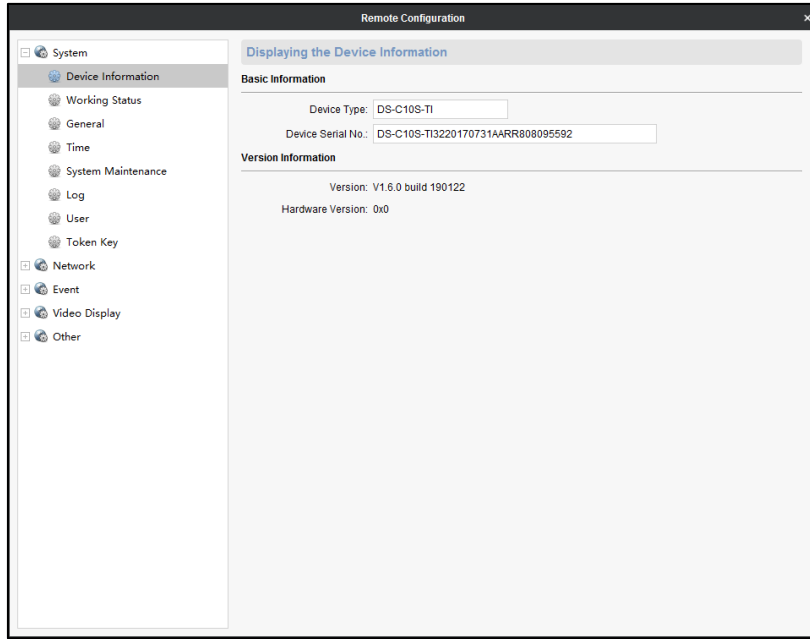 Remote Configuration
×
System
Device Information
Working Status
General
Time
System Maintenance
Log
User
Token Key
Network
Event
Video Display
Other
Displaying the Device Information
Basic Information
Device Type: DS-C10S-TI
Device Serial No.: DS-C10S-TI3220170731AARR808095592
Version Information
Version: V1.6.0 build 190122
Hardware Version: 0x0